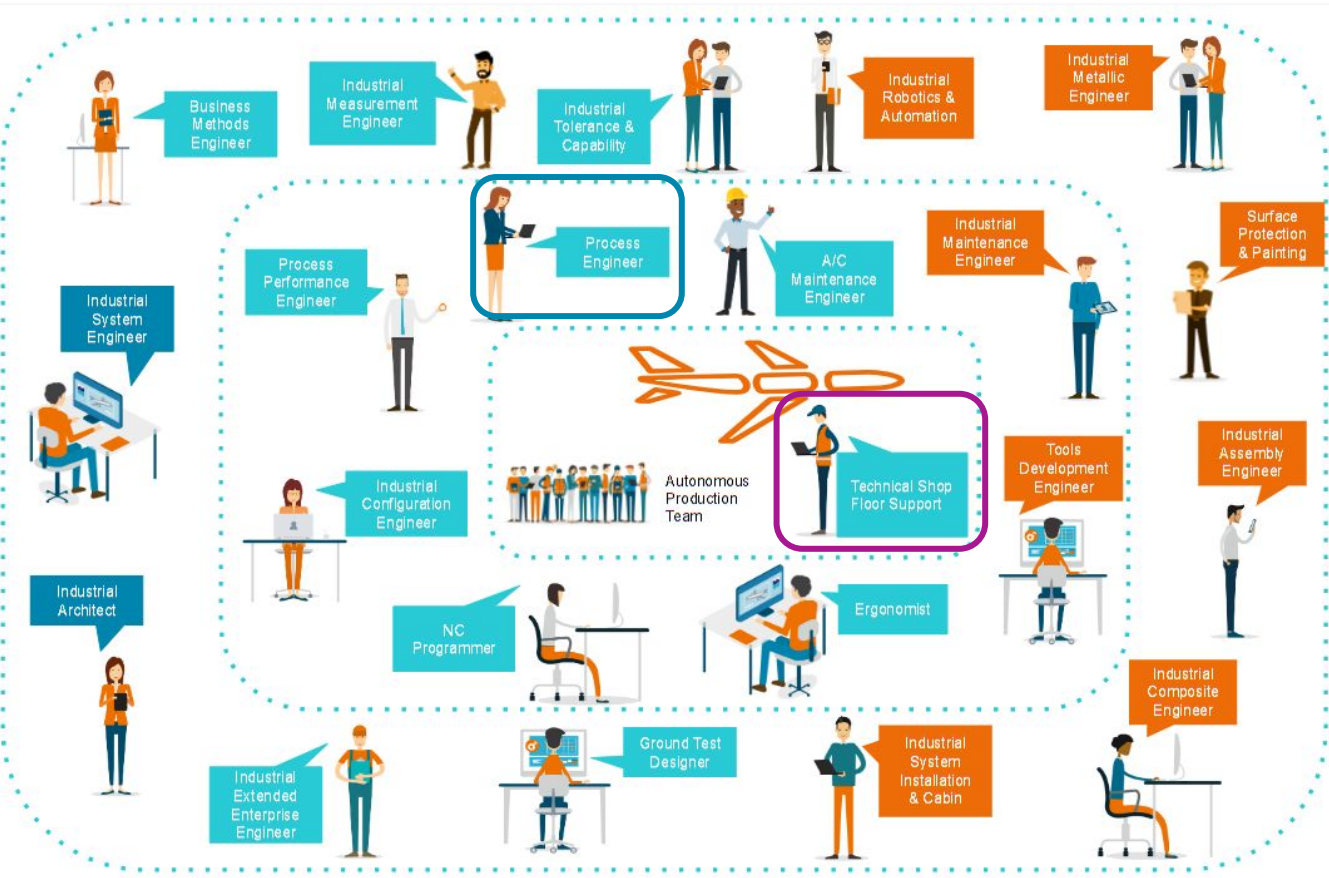 Business
Methods
Engineer
Industrial
Measurement
Engineer
Industrial
Tolerance &
Capability
Industrial
Robotics &
Automation
Industrial
Metallic
Engineer
Process
Performance
Engineer
Process
Engineer
A/C
Maintenance
Engineer
Industrial
Maintenance
Engineer
Surface
Protection
& Painting
Industrial
System
Engineer
Industrial
Configuration
Engineer
Autonomous
Production
Team
Technical Shop
Floor Support
Tools
Development
Engineer
Industrial
Assembly
Engineer
Industrial
Architect
NC
Programmer
Ergonomist
Industrial
Composite
Engineer
Industrial
Extended
Enterprise
Engineer
Ground Test
Designer
Industrial
System
Installation
& Cabin